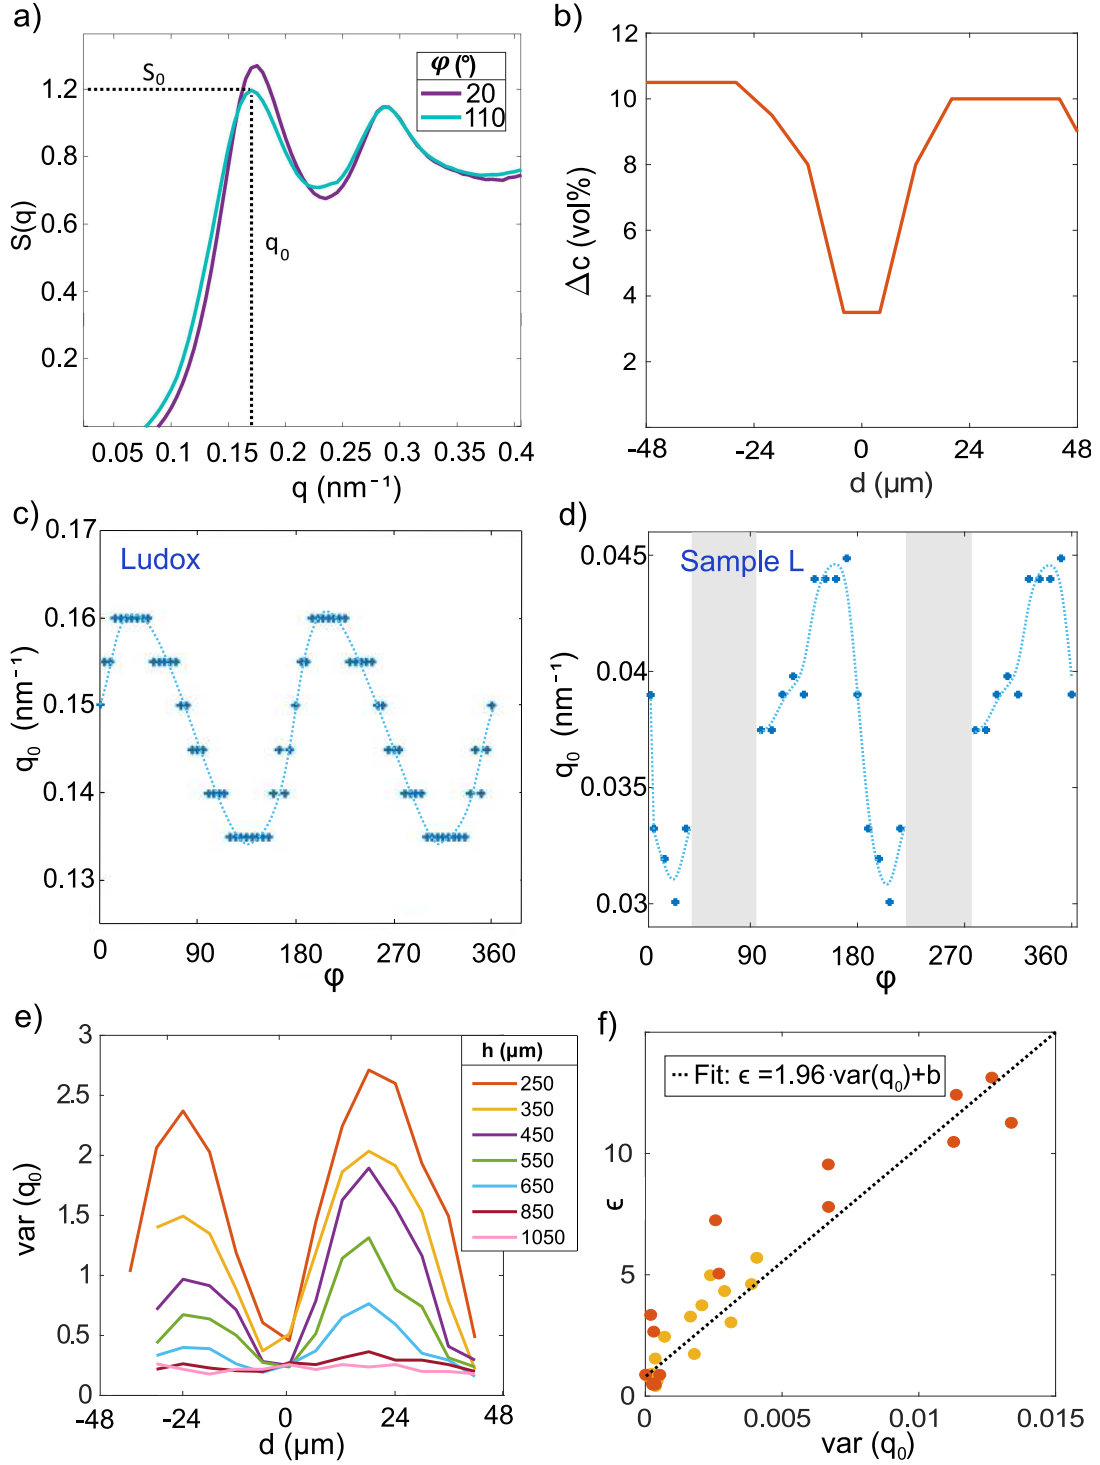 a)
S(q)
1.2
1
0.8
0.6
0.4
0.2
S₀
q₀
φ (°)
20
110
0.05 0.1 0.15 0.2 0.25 0.3 0.35 0.4
q (nm⁻¹)
b)
Δc (vol%)
12
10
8
6
4
2
-48 -24 0 24 48
d (µm)
c)
Ludox
q₀ (nm⁻¹)
0.17
0.16
0.15
0.14
0.13
0 90 180 270 360
φ
d)
Sample L
q₀ (nm⁻¹)
0.045
0.04
0.035
0.03
0 90 180 270 360
φ
e)
var (q₀)
3
2.5
2
1.5
1
0.5
0
h (µm)
250
350
450
550
650
850
1050
-48 -24 0 24 48
d (µm)
f)
Fit: ϵ =1.96·var(q₀)+b
ϵ
10
5
0
0 0.005 0.01 0.015
var (q₀)